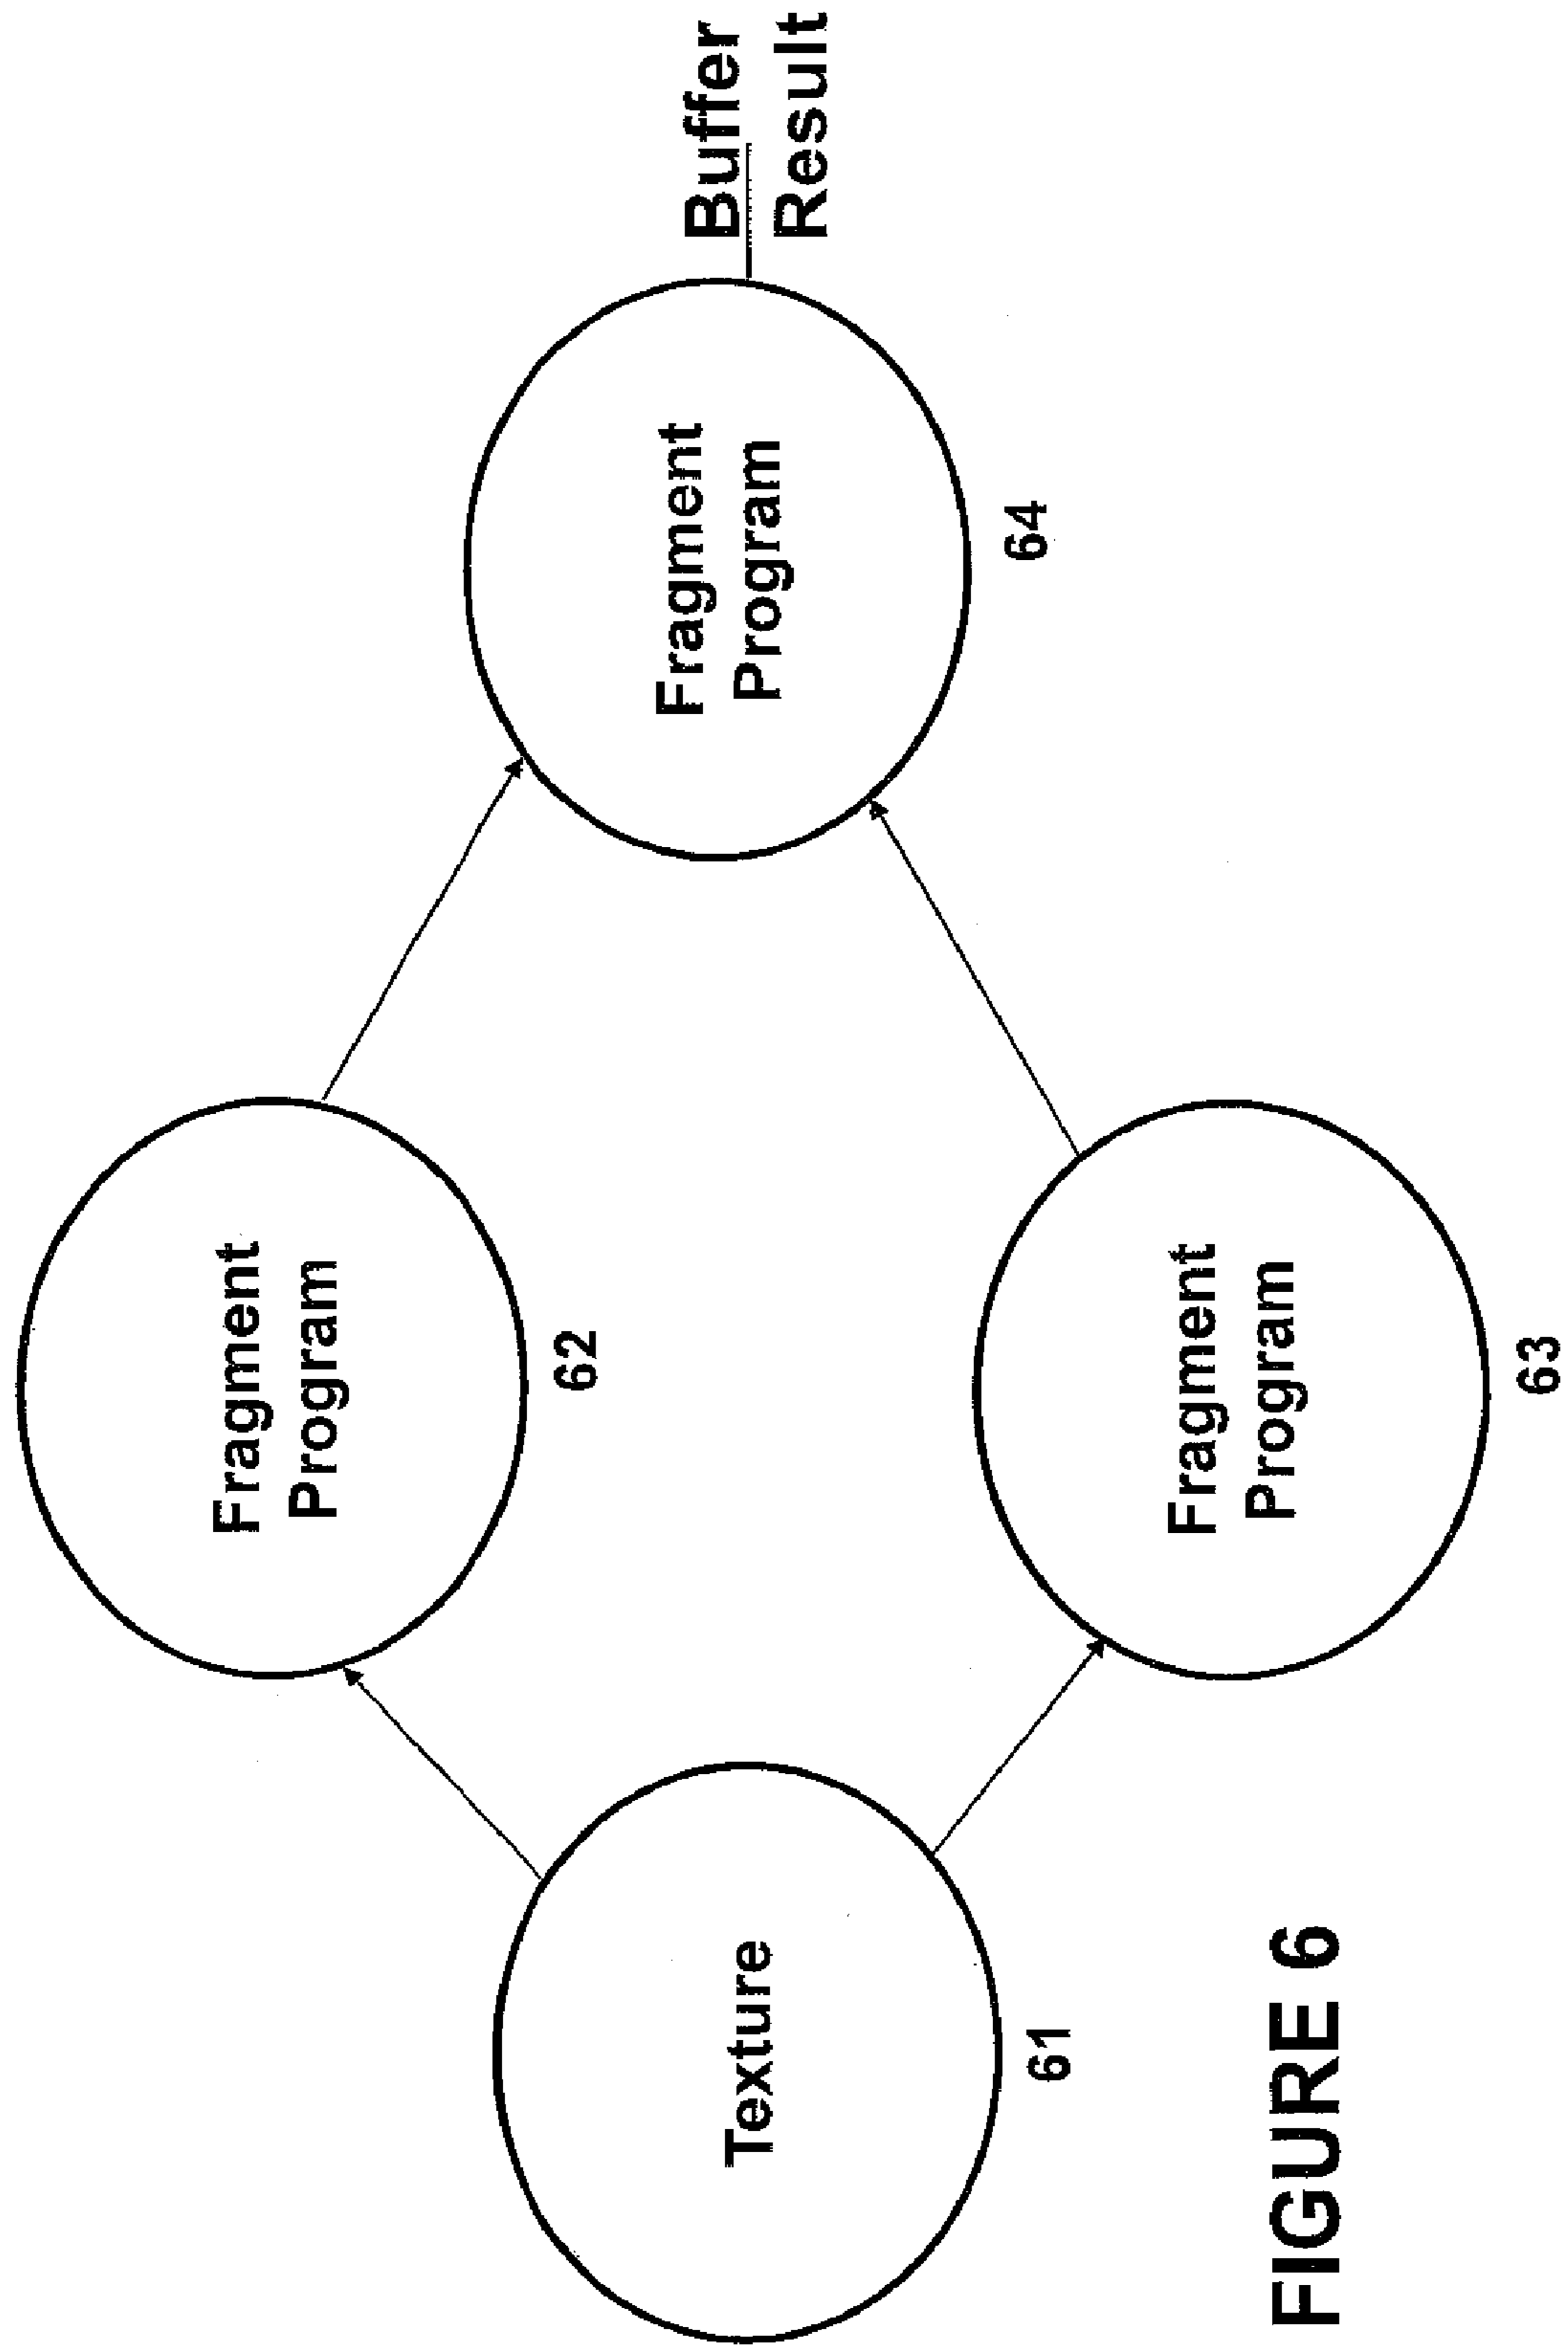 Fragment
Program
62
Texture
61
Fragment
Program
64
Buffer
Result
Fragment
Program
63
FIGURE 6